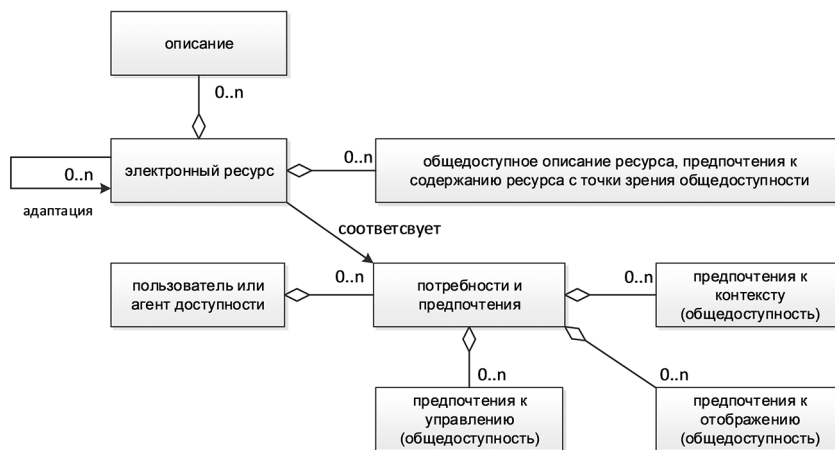 описание
0..n
электронный ресурс
0..n
адаптация
0..n
общедоступное описание ресурса, предпочтения к
содержанию ресурса с точки зрения общедоступности
соответсвует
пользователь или
агент доступности
0..n
потребности и
предпочтения
0..n
предпочтения к
контексту
(общедоступность)
0..n
предпочтения к
управлению
(общедоступность)
0..n
предпочтения к
отображению
(общедоступность)